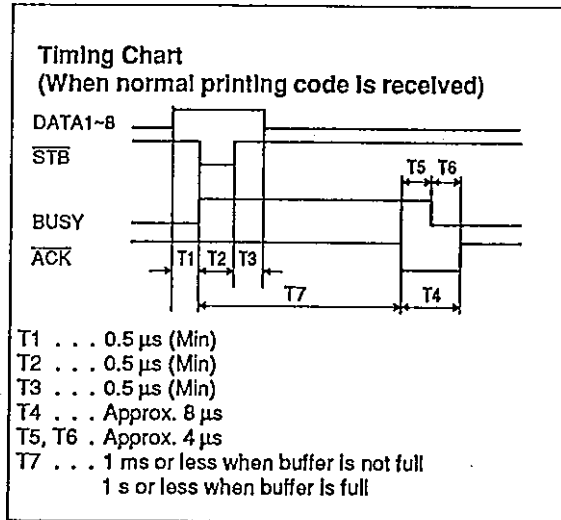 Timing Chart
(When normal printing code is received)
DATA1~8
STB
T5 T6
BUSY
ACK
T1 T2 T3
T7 T4
T1 . . . 0.5 µs (Min)
T2 . . . 0.5 µs (Min)
T3 . . . 0.5 µs (Min)
T4 . . . Approx. 8 µs
T5, T6 . Approx. 4 µs
T7 . . . 1 ms or less when buffer is not full
1 s or less when buffer is full